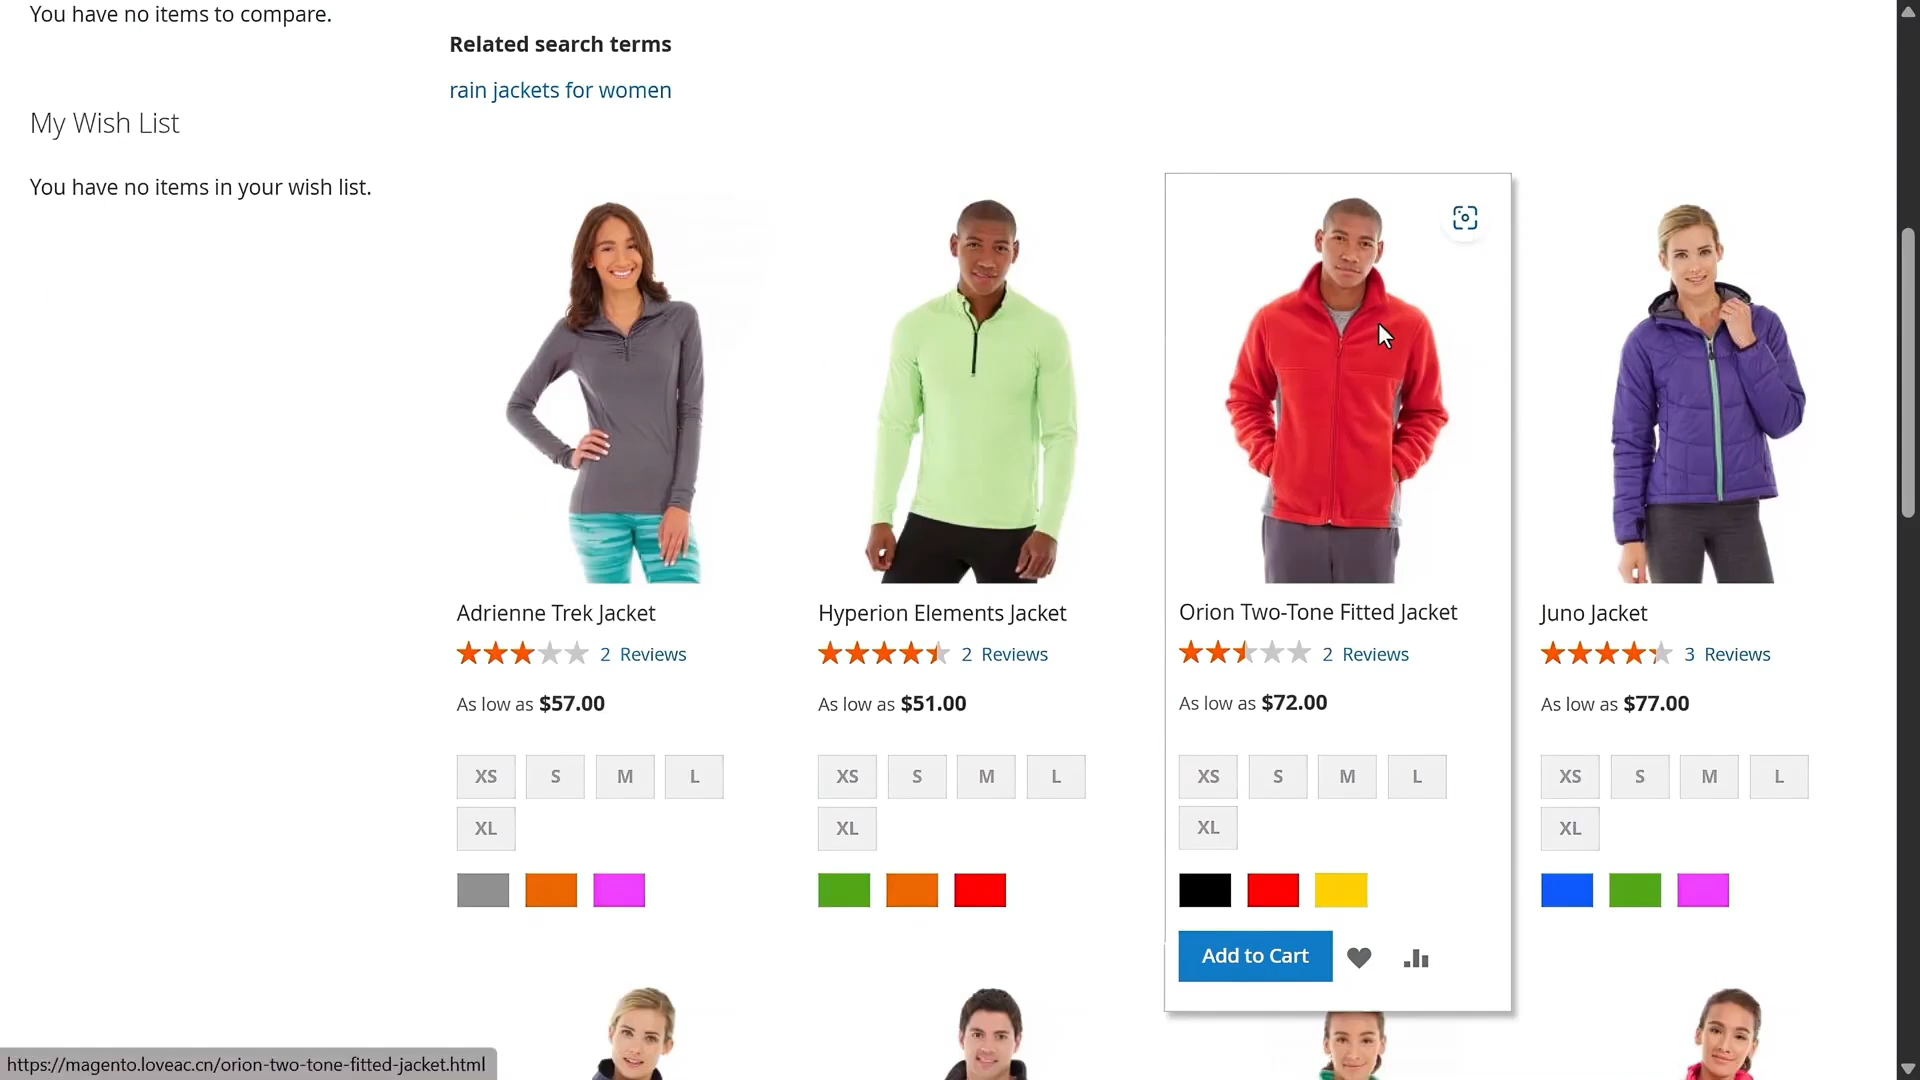 You have no items to compare.
Related search terms
rain jackets for women
My Wish List
You have no items in your wish list.
Adrienne Trek Jacket
2 Reviews
As low as $57.00
XS S M L
XL
Hyperion Elements Jacket
2 Reviews
As low as $51.00
XS S M L
XL
Orion Two-Tone Fitted Jacket
2 Reviews
As low as $72.00
XS S M L
XL
Add to Cart
Juno Jacket
3 Reviews
As low as $77.00
XS S M L
XL
https://magento.loveac.cn/orion-two-tone-fitted-jacket.html